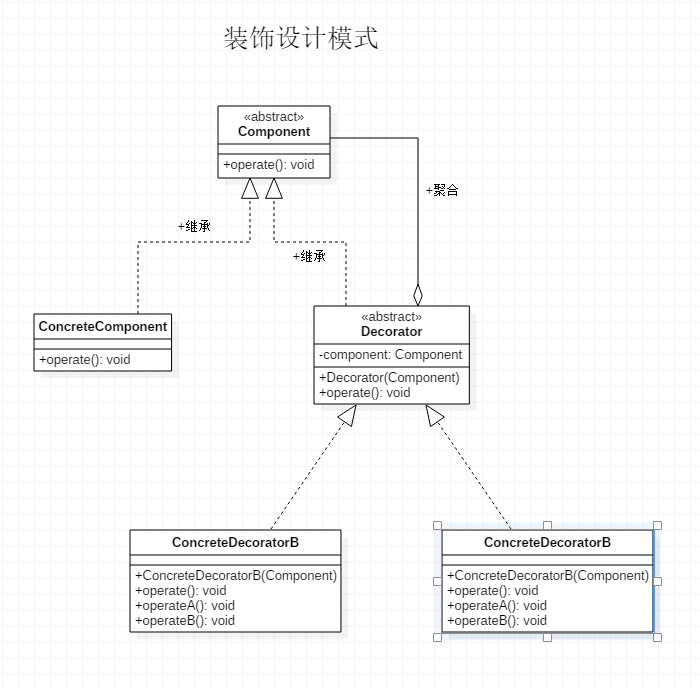 装饰设计模式
«abstract»
Component
+operate(): void
+聚合
+继承
+继承
ConcreteComponent
+operate(): void
«abstract»
Decorator
-component: Component
+Decorator(Component)
+operate(): void
ConcreteDecoratorB
+ConcreteDecoratorB(Component)
+operate(): void
+operateA(): void
+operateB(): void
ConcreteDecoratorB
+ConcreteDecoratorB(Component)
+operate(): void
+operateA(): void
+operateB(): void